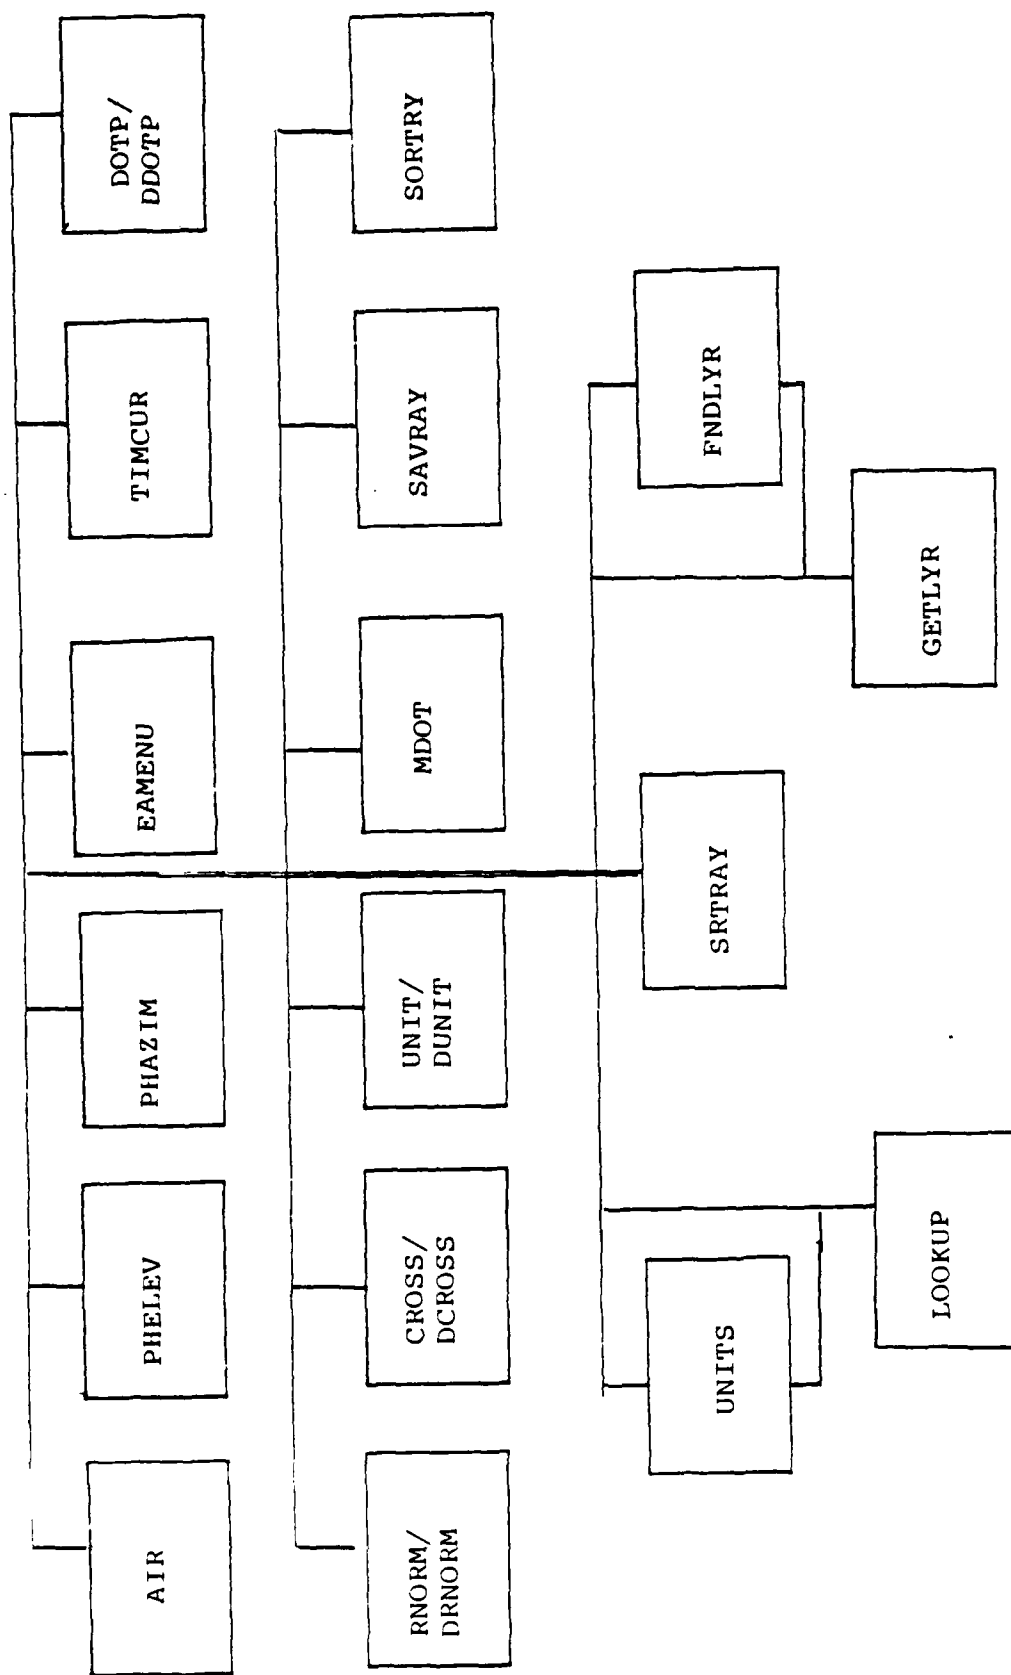 AIR
PHELEV
PHAZIM
EAMENU
TIMCUR
DOTP/
DDOTP
RNORM/
DRNORM
CROSS/
DCROSS
UNIT/
DUNIT
MDOT
SAVRAY
SORTRY
UNITS
SRTRAY
FNDLYR
LOOKUP
GETLYR